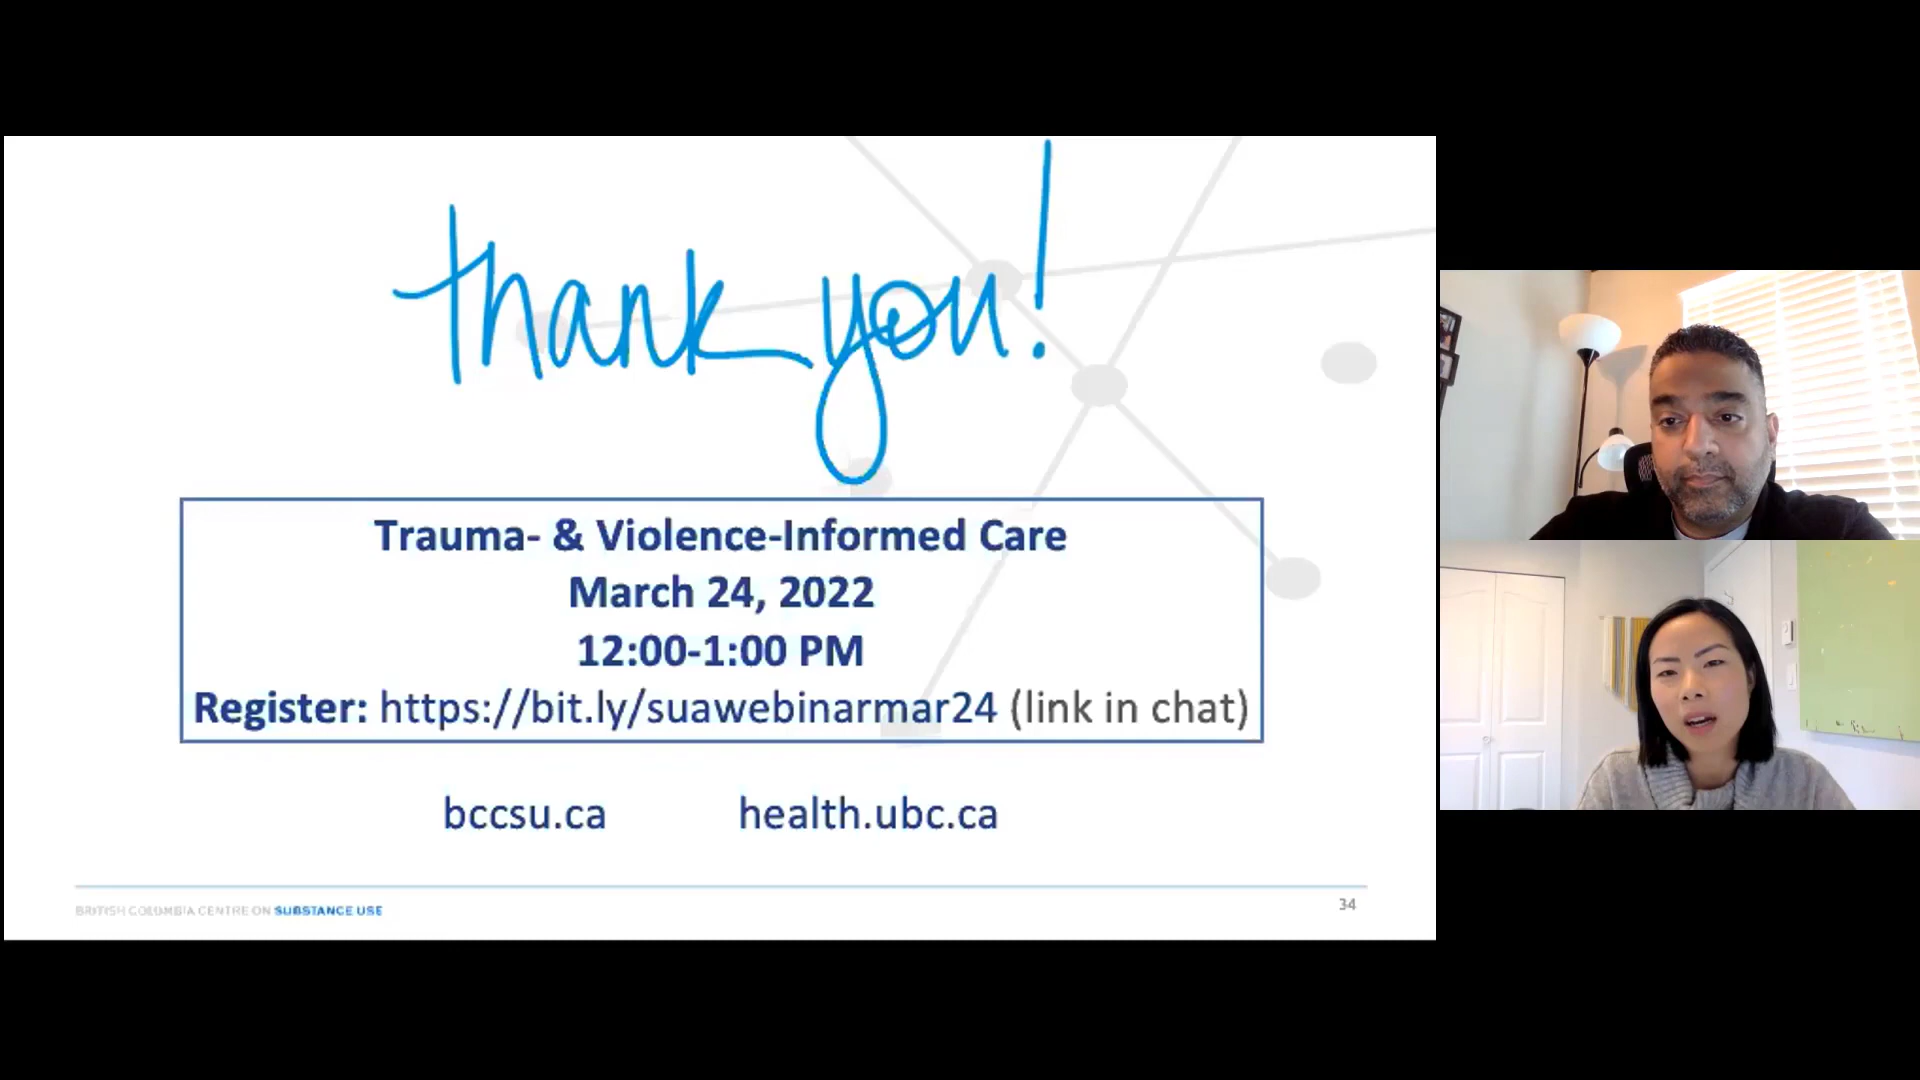 thank you!
Trauma- & Violence-Informed Care
March 24, 2022
12:00-1:00 PM
Register: https://bit.ly/suawebinarmar24 (link in chat)
bccsu.ca health.ubc.ca
BRITISH COLUMBIA CENTRE ON SUBSTANCE USE
34